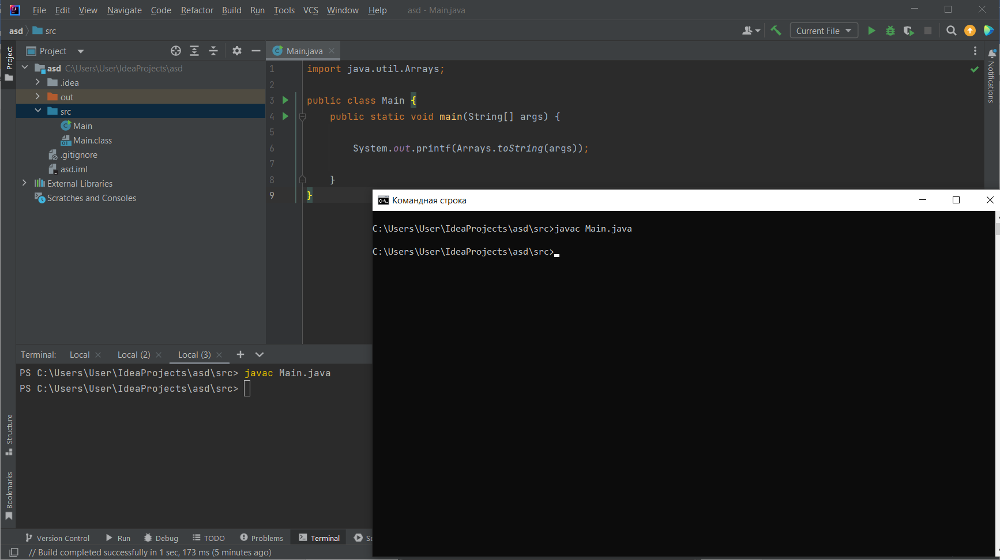 File Edit View Navigate Code Refactor Build Run Tools VCS Window Help asd - Main.java
asd src
Current File
Project
Project
Main.java
Notifications
asd C:\Users\User\IdeaProjects\asd
.idea
out
src
Main
Main.class
.gitignore
asd.iml
External Libraries
Scratches and Consoles
1 import java.util.Arrays;
2
3 public class Main {
4 public static void main(String[] args) {
5
6 System.out.printf(Arrays.toString(args));
7
8 }
9 }
Командная строка
C:\Users\User\IdeaProjects\asd\src>javac Main.java
C:\Users\User\IdeaProjects\asd\src>
Terminal: Local Local (2) Local (3)
PS C:\Users\User\IdeaProjects\asd\src> javac Main.java
PS C:\Users\User\IdeaProjects\asd\src>
Structure
Bookmarks
Version Control Run Debug TODO Problems Terminal Se
// Build completed successfully in 1 sec, 173 ms (5 minutes ago)